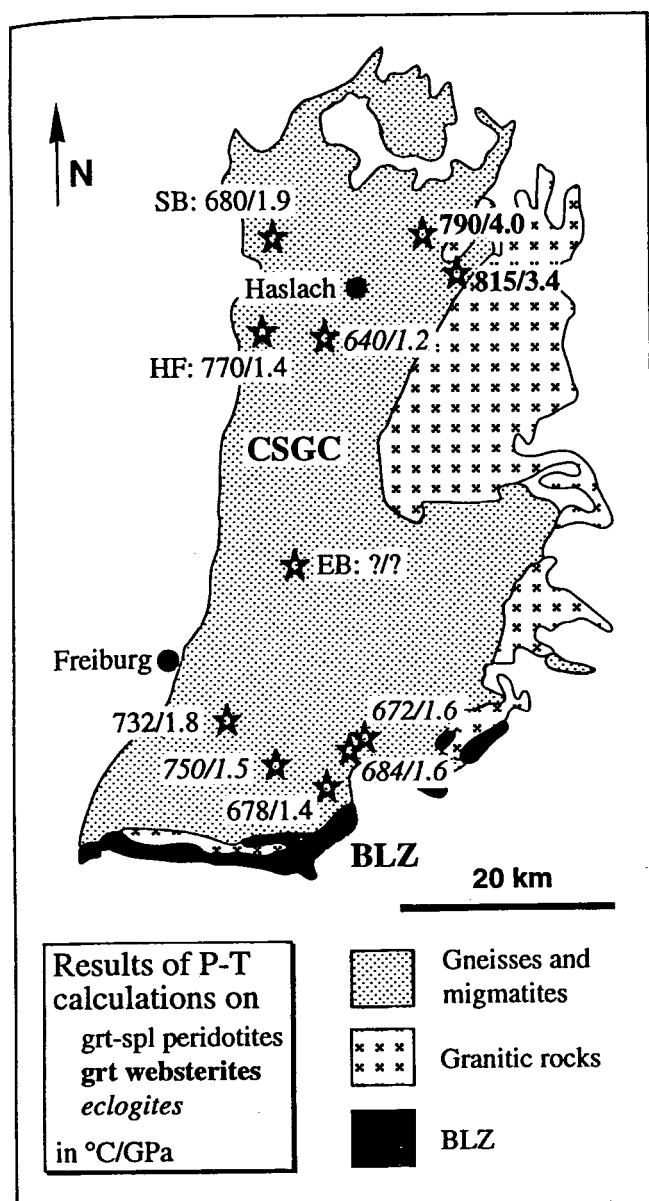 N
SB: 680/1.9
790/4.0
Haslach
815/3.4
640/1.2
HF: 770/1.4
CSGC
EB: ?/?
Freiburg
672/1.6
732/1.8
750/1.5
684/1.6
678/1.4
BLZ
20 km
Results of P-T
calculations on
grt-spl peridotites
grt websterites
eclogites
in °C/GPa
Gneisses and
migmatites
Granitic rocks
BLZ